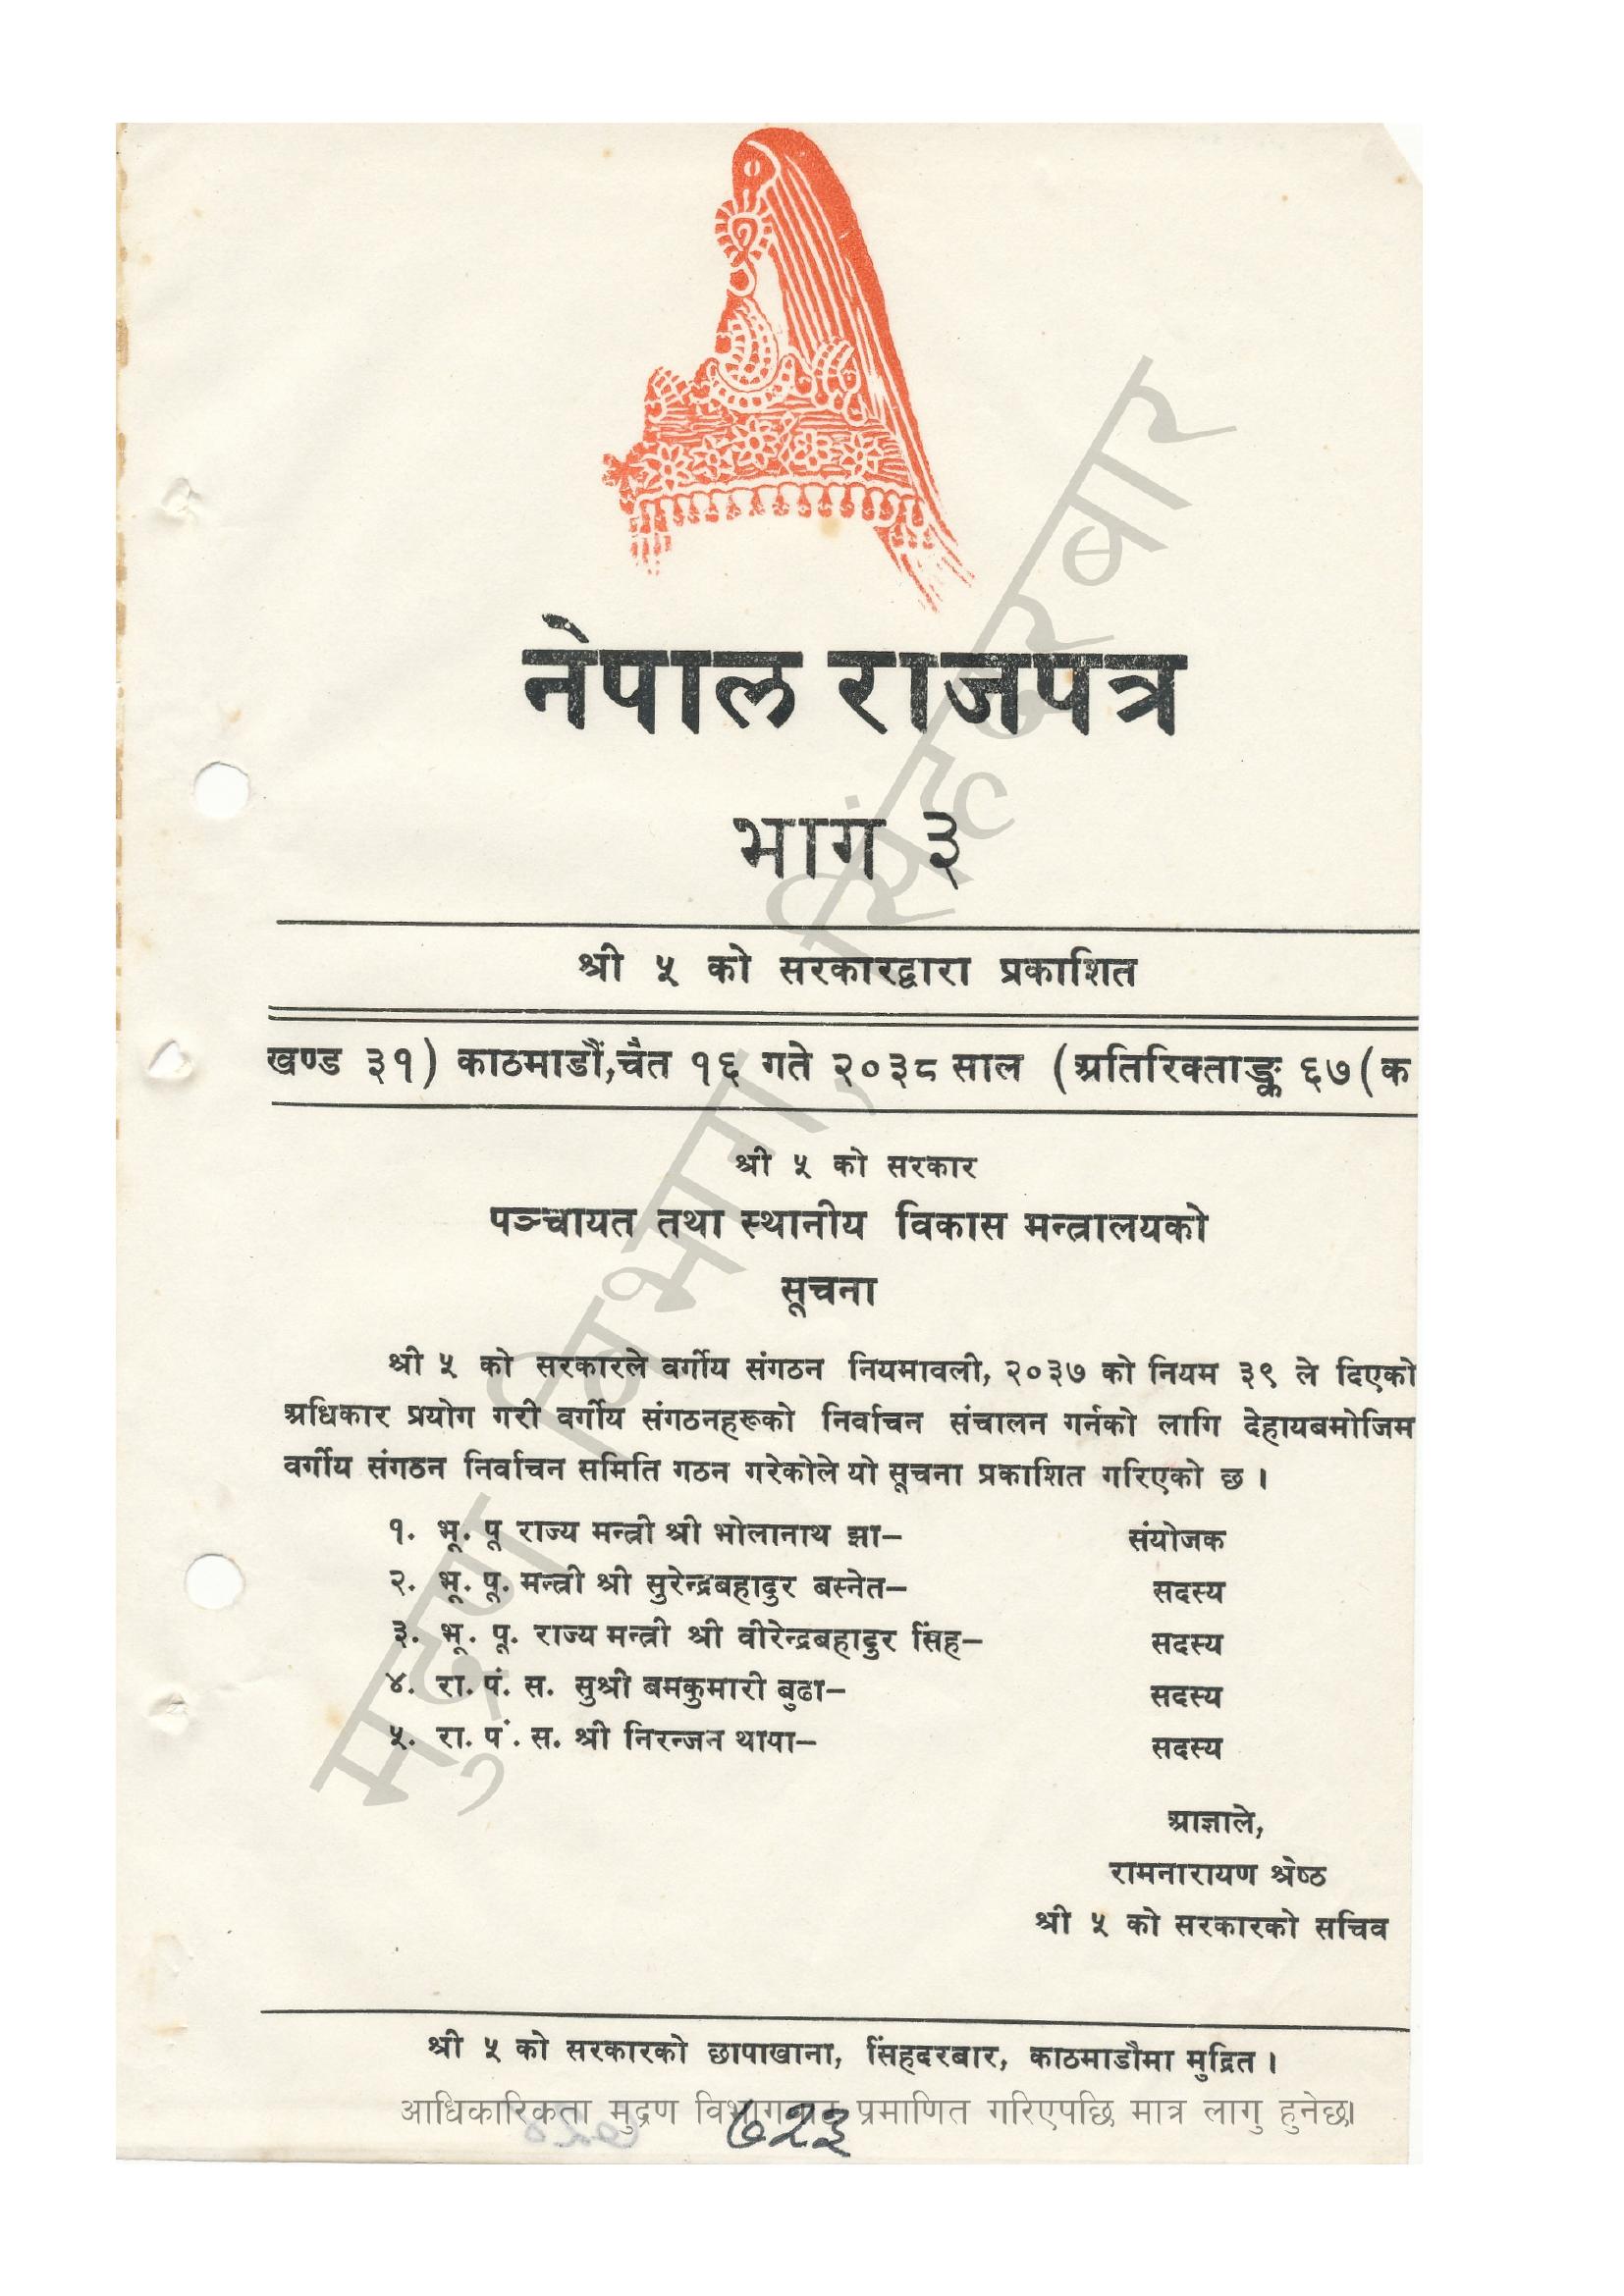 नेपाल राजपत्र
भाग ३
श्री ५ को सरकारद्वारा प्रकाशित
खण्ड ३१) काठमाडौं,चैत १६ गते २०३८ साल (अतिरिक्ताङ्क ६७(क
श्री ५ को सरकार
पञ्चायत तथा स्थानीय विकास मन्त्रालयको
सूचना
श्री ५ को सरकारले वर्गीय संगठन नियमावली, २०३७ को नियम ३९ ले दिएको
अधिकार प्रयोग गरी वर्गीय संगठनहरूको निर्वाचन संचालन गर्नको लागि देहायबमोजिम
वर्गीय संगठन निर्वाचन समिति गठन गरेकोले यो सूचना प्रकाशित गरिएको छ ।
१. भू. पू राज्य मन्त्री श्री भोलानाथ झा– संयोजक
२. भू. पू. मन्त्री श्री सुरेन्द्रबहादुर बस्नेत– सदस्य
३. भू. पू. राज्य मन्त्री श्री वीरेन्द्रबहादुर सिंह– सदस्य
४. रा. पं. स. सुश्री बमकुमारी बुढा– सदस्य
५. रा. पं. स. श्री निरन्जन थापा– सदस्य
आज्ञाले,
रामनारायण श्रेष्ठ
श्री ५ को सरकारको सचिव
श्री ५ को सरकारको छापाखाना, सिंहदरबार, काठमाडौमा मुद्रित ।
आधिकारिकता मुद्रण विभागबाट प्रमाणित गरिएपछि मात्र लागु हुनेछ।
७२३
मुद्रण विभाग, सिंहदरबार